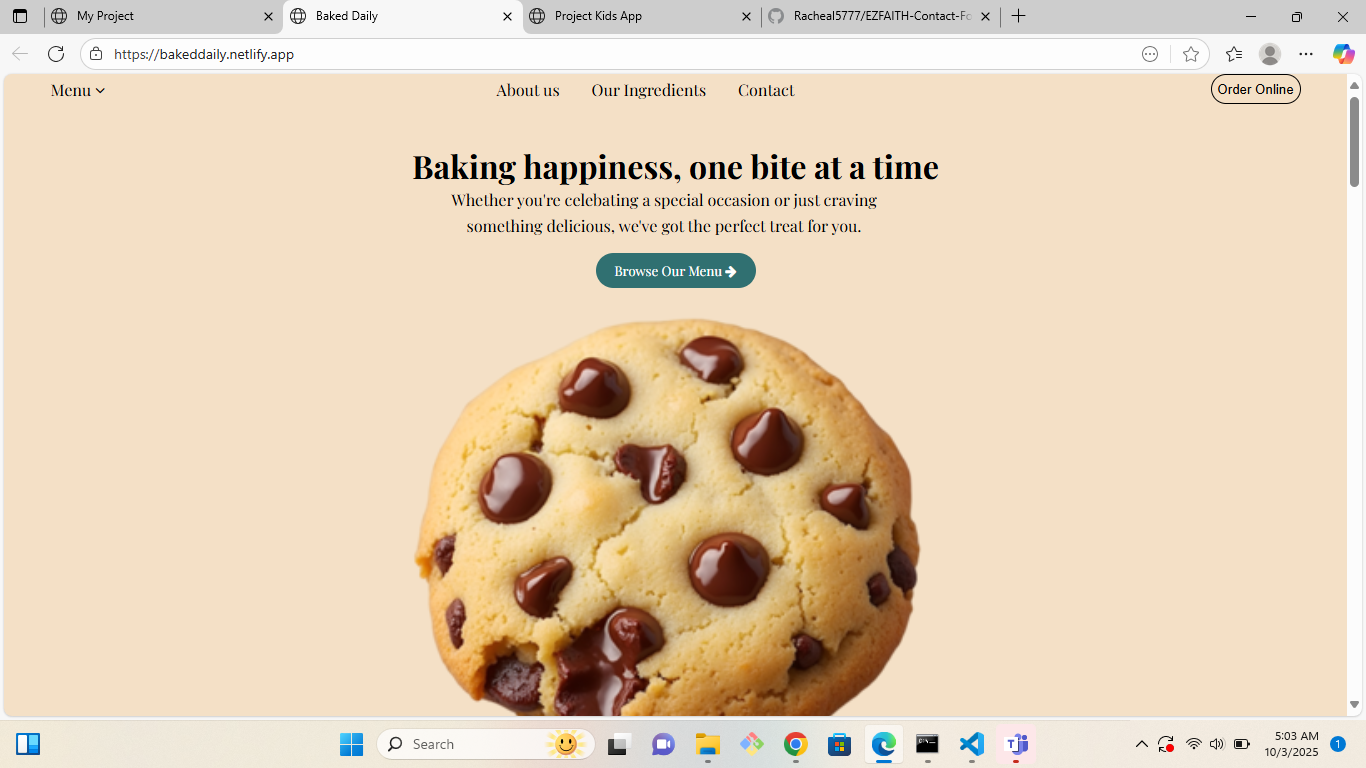 My Project
Baked Daily
Project Kids App
Racheal5777/EZFAITH-Contact-Fo
https://bakeddaily.netlify.app
Menu
About us
Our Ingredients
Contact
Order Online
Baking happiness, one bite at a time
Whether you're celebating a special occasion or just craving
something delicious, we've got the perfect treat for you.
Browse Our Menu
Search
5:03 AM
10/3/2025
1